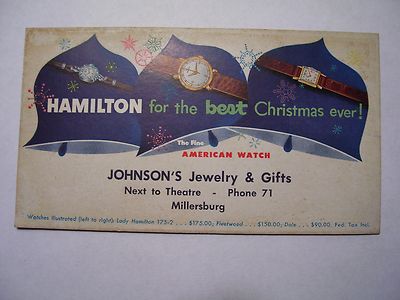 HAMILTON for the best Christmas ever!
The Fine
AMERICAN WATCH
JOHNSON'S Jewelry & Gifts
Next to Theatre - Phone 71
Millersburg
Watches illustrated (left to right) Lady Hamilton 175-2 . . . $175.00; Fleetwood . . . $150.00; Dale . . . $90.00. Fed. Tax Incl.